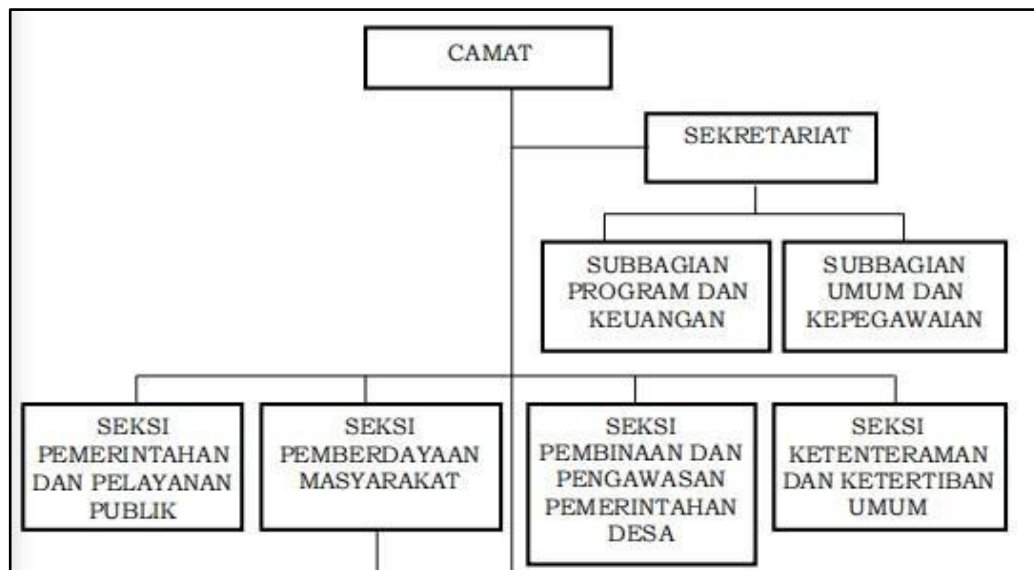 CAMAT
SEKRETARIAT
SUBBAGIAN
PROGRAM DAN
KEUANGAN
SUBBAGIAN
UMUM DAN
KEPEGAWAIAN
SEKSI
PEMERINTAHAN
DAN PELAYANAN
PUBLIK
SEKSI
PEMBERDAYAAN
MASYARAKAT
SEKSI
PEMBINAAN DAN
PENGAWASAN
PEMERINTAHAN
DESA
SEKSI
KETENTERAMAN
DAN KETERTIBAN
UMUM